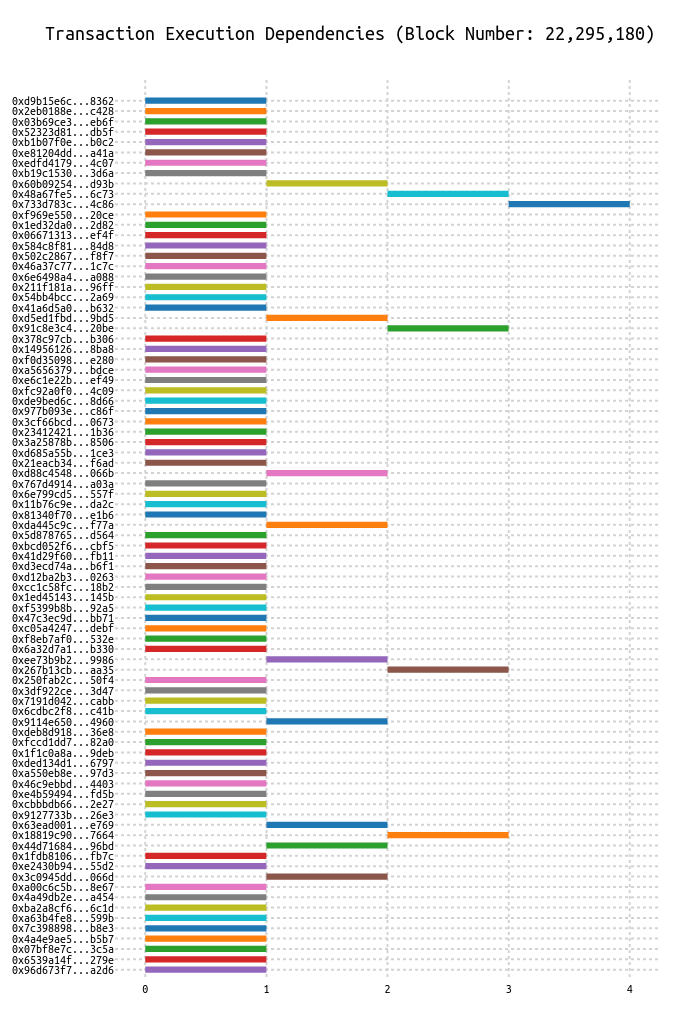 Transaction Execution Dependencies (Block Number: 22,295,180)
0xd9b15e6c...8362
0x2eb0188e...c428
0x03b69ce3...eb6f
0x52323d81...db5f
0xb1b07f0e...b0c2
0xe81204dd...a41a
0xedfd4179...4c07
0xb19c1530...3d6a
0x60b09254...d93b
0x48a67fe5...6c73
0x733d783c...4c86
0xf969e550...20ce
0x1ed32da0...2d82
0x06671313...ef4f
0x584c8f81...84d8
0x502c2867...f8f7
0x46a37c77...1c7c
0x6e6498a4...a088
0x211f181a...96ff
0x54bb4bcc...2a69
0x41a6d5a0...b632
0xd5ed1fbd...9bd5
0x91c8e3c4...20be
0x378c97cb...b306
0x14956126...8ba8
0xf0d35098...e280
0xa5656379...bdce
0xe6c1e22b...ef49
0xfc92a0f0...4c09
0xde9bed6c...8d66
0x977b093e...c86f
0x3cf66bcd...0673
0x23412421...1b36
0x3a25878b...8506
0xd685a55b...1ce3
0x21eacb34...f6ad
0xd88c4548...066b
0x767d4914...a03a
0x6e799cd5...557f
0x11b76c9e...da2c
0x81340f70...e1b6
0xda445c9c...f77a
0x5d878765...d564
0xbcd052f6...cbf5
0x41d29f60...fb11
0xd3ecd74a...b6f1
0xd12ba2b3...0263
0xcc1c58fc...18b2
0x1ed45143...145b
0xf5399b8b...92a5
0x47c3ec9d...bb71
0xc05a4247...debf
0xf8eb7af0...532e
0x6a32d7a1...b330
0xee73b9b2...9986
0x267b13cb...aa35
0x250fab2c...50f4
0x3df922ce...3d47
0x7191d042...cabb
0x6cdbc2f8...c41b
0x9114e650...4960
0xdeb8d918...36e8
0xfccd1dd7...82a0
0x1f1c0a8a...9deb
0xded134d1...6797
0xa550eb8e...97d3
0x46c9ebbd...4403
0xe4b59494...fd5b
0xcbbbdb66...2e27
0x9127733b...26e3
0x63ead001...e769
0x18819c90...7664
0x44d71684...96bd
0x1fdb8106...fb7c
0xe2430b94...55d2
0x3c0945dd...066d
0xa00c6c5b...8e67
0x4a49db2e...a454
0xba2a8cf6...6c1d
0xa63b4fe8...599b
0x7c398898...b8e3
0x4a4e9ae5...b5b7
0x07bf8e7c...3c5a
0x6539a14f...279e
0x96d673f7...a2d6
0 1 2 3 4